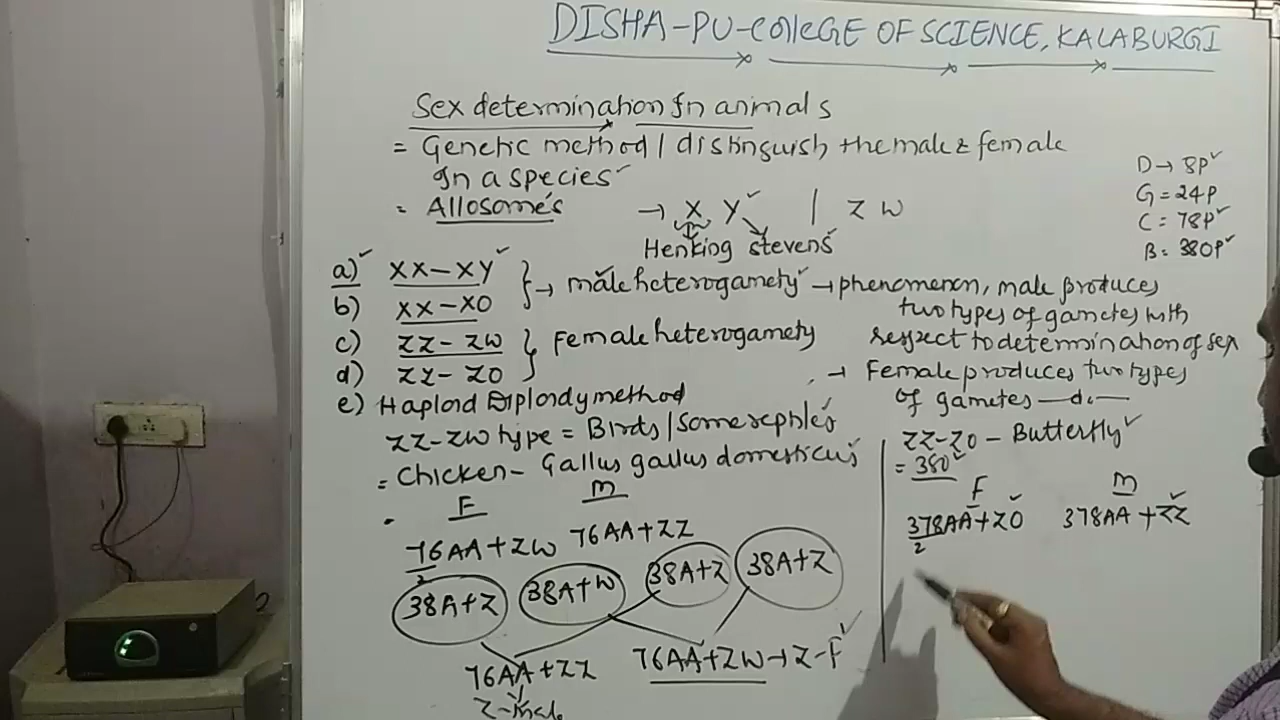 DISHA-PU-COllEGE OF SCIENCE, KALABURGI
Sex determination In animals
= Genetic method | distinguish the male & female
In a species
= Allosomes → X Y | Z W
Henking stevens
D → 8P
G = 24P
C = 78P
B = 380P
a) XX-XY
b) XX-XO
} → male heterogamety → phenomenon, male produces
two types of gametes with
respect to determination of sex
c) ZZ-ZW
d) ZZ-ZO
} Female heterogamety
→ Female produces two types
of gametes —do—
e) Haploid Diploidy method
ZZ-ZW type = Birds | Some reptiles
= Chicken - Gallus gallus domesticus
F M
76AA+ZW 76AA+ZZ
2
38A+Z 38A+W 38A+Z 38A+Z
76AA+ZZ 76AA+ZW → Z-F
Z-male
ZZ-ZO - Butterfly
= 380
F M
378AA+ZO 378AA+ZZ
2